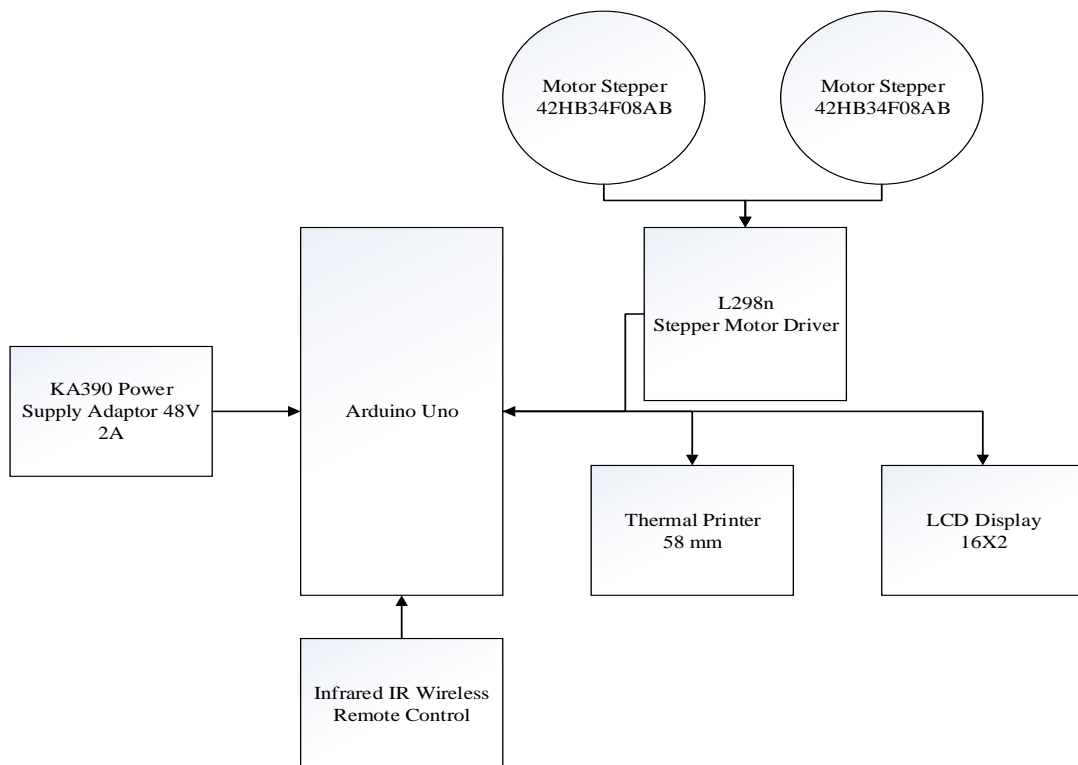 Motor Stepper
42HB34F08AB
Motor Stepper
42HB34F08AB
L298n
Stepper Motor Driver
KA390 Power
Supply Adaptor 48V
2A
Arduino Uno
Thermal Printer
58 mm
LCD Display
16X2
Infrared IR Wireless
Remote Control